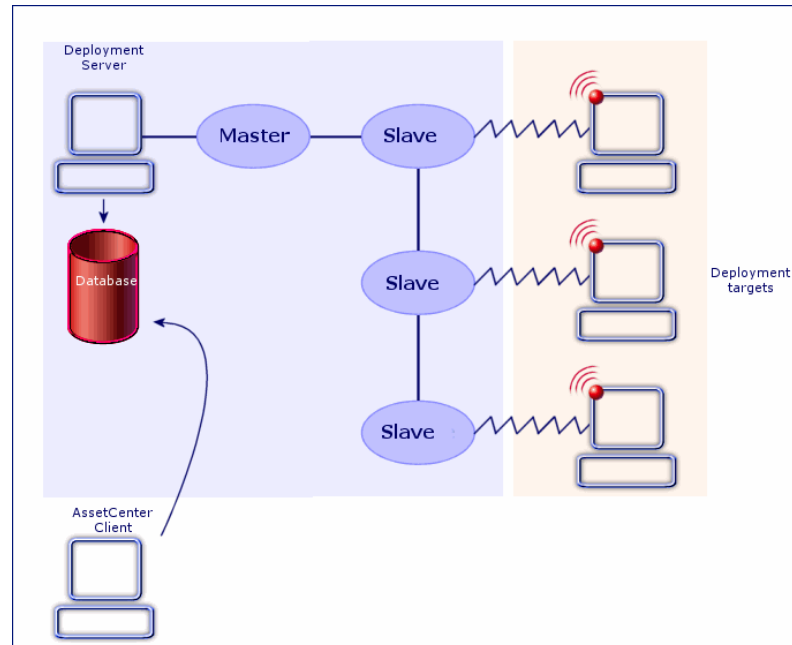 Deployment
Server
Master
Slave
Database
Slave
Deployment
targets
Slave
AssetCenter
Client